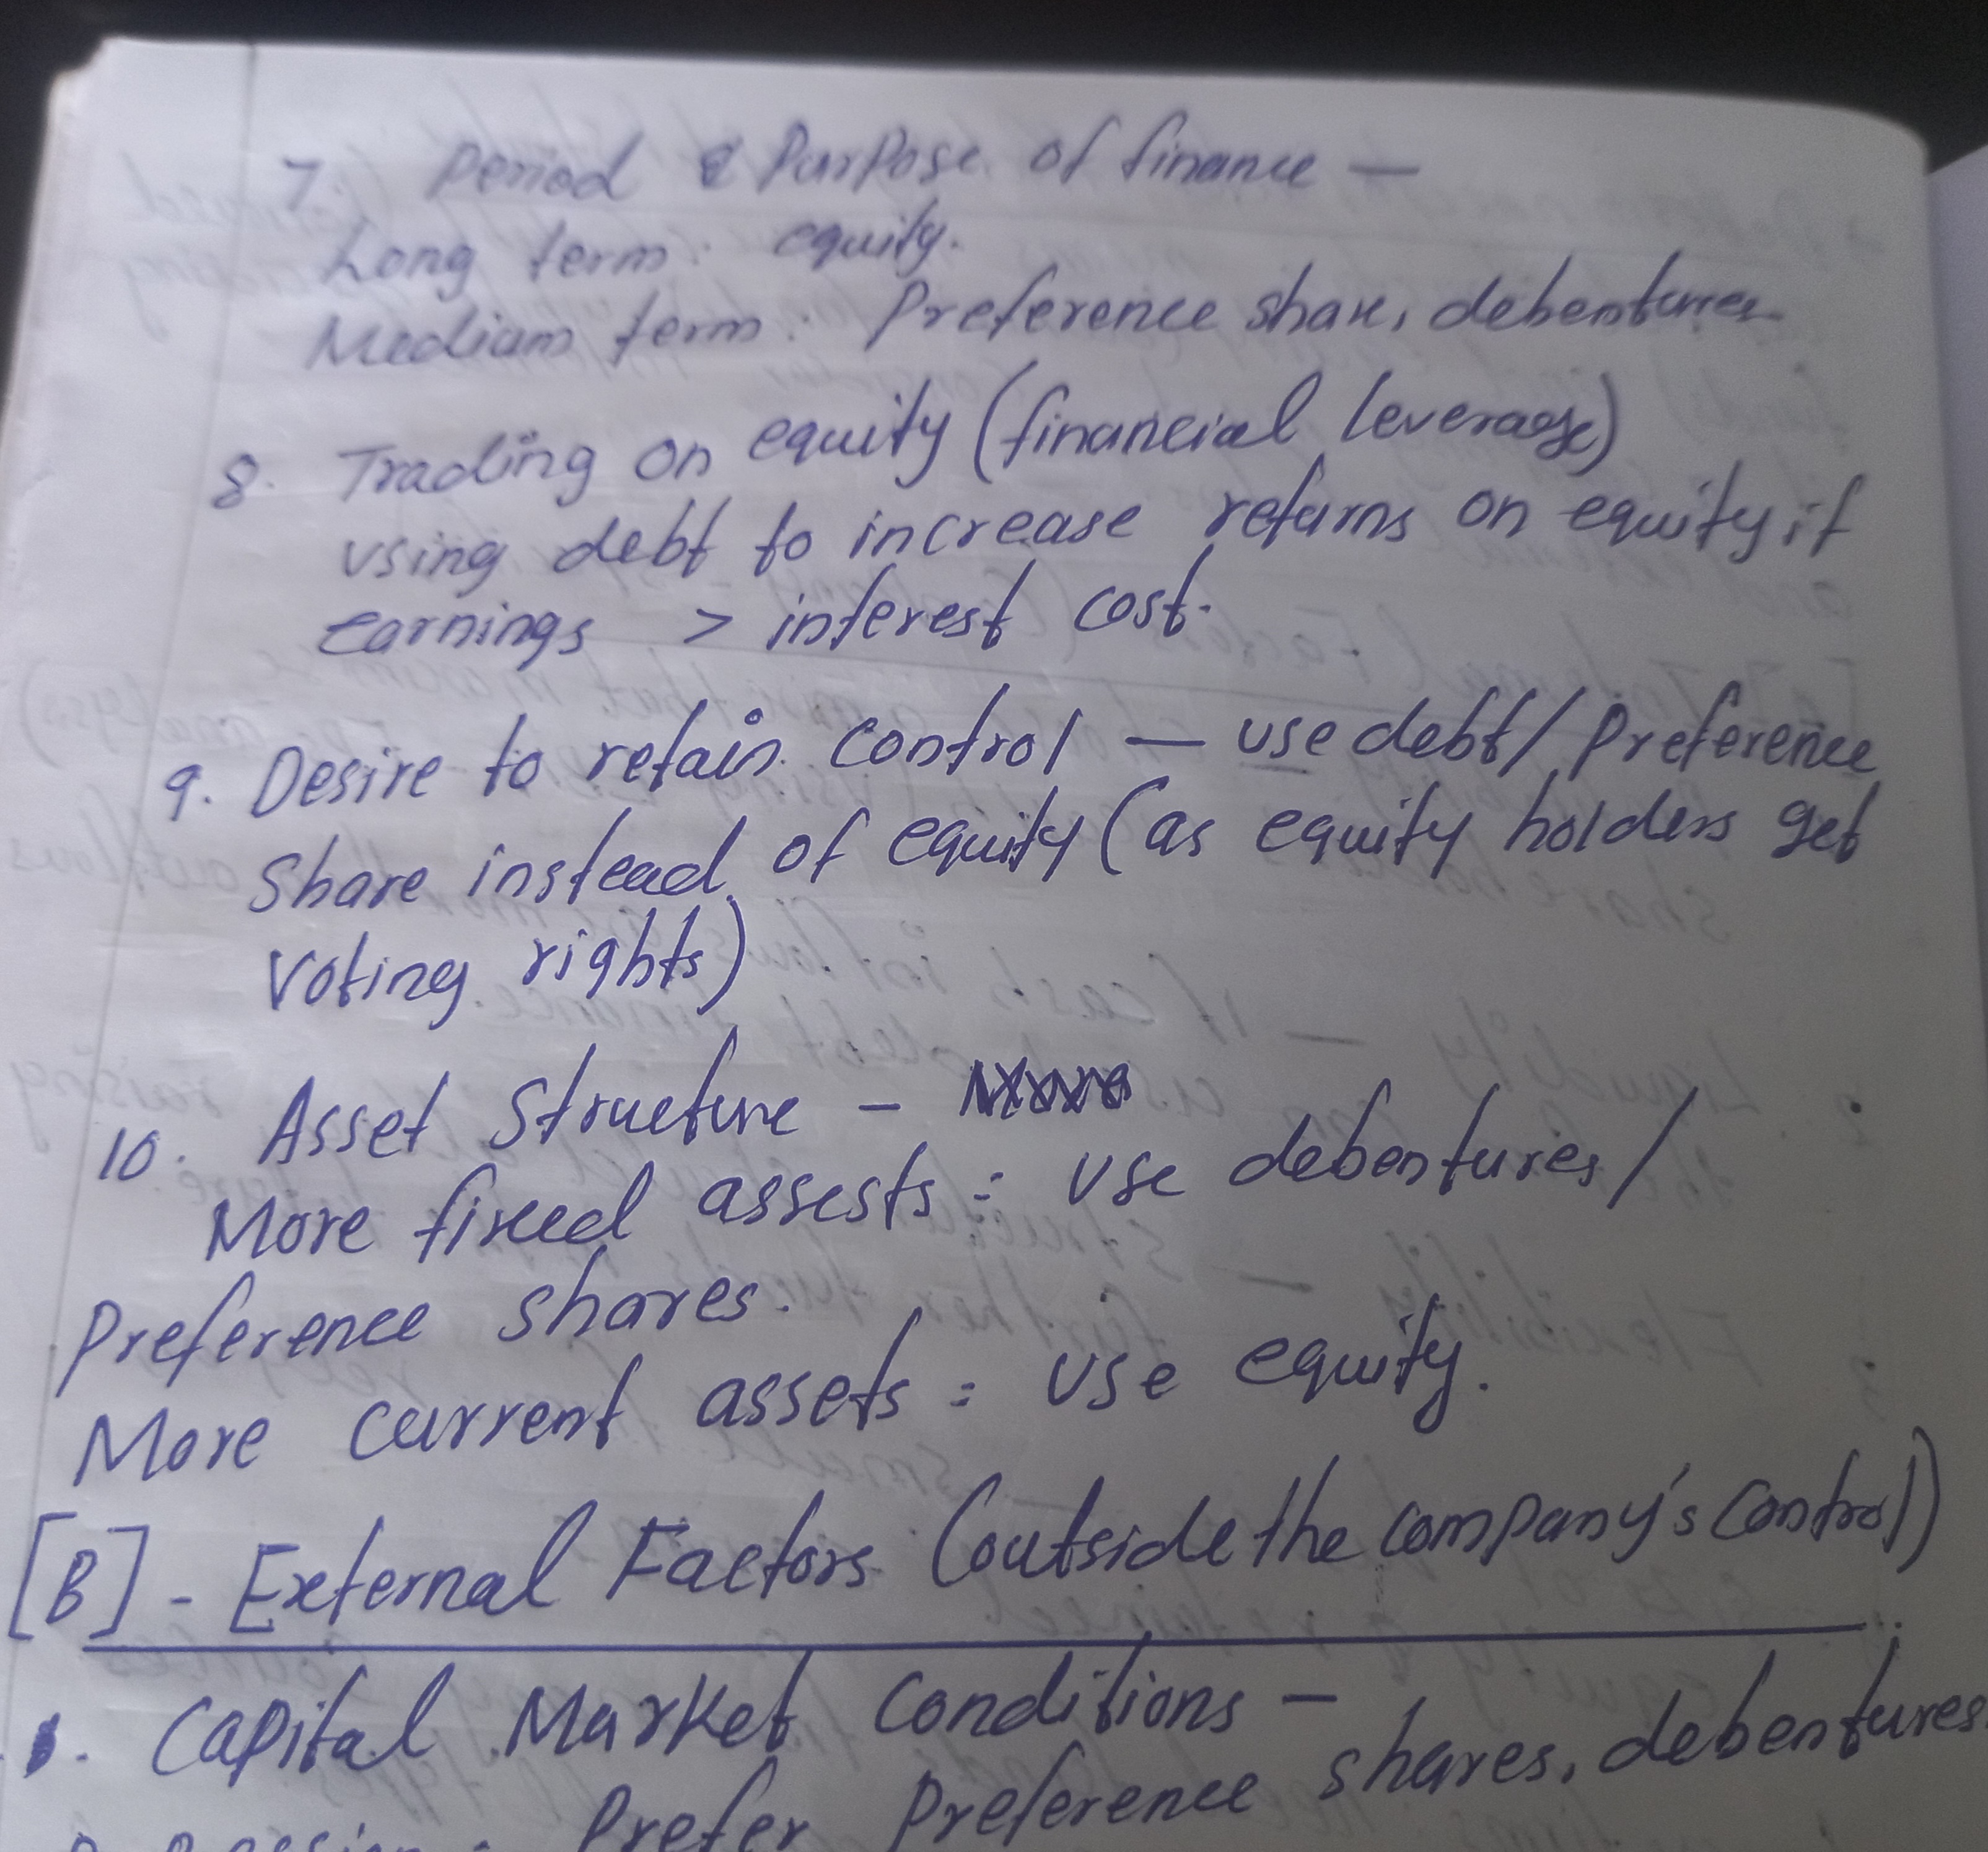 7. Period & Purpose of finance —
Long term: equity.
Medium term: Preference share, debentures
8. Trading on equity (financial leverage)
using debt to increase returns on equity if
earnings > interest cost.
9. Desire to retain control — use debt/Preference
Share instead of equity (as equity holders get
Voting rights)
10. Asset Structure -
More fixed assests : use debentures/
Preference shares.
More current assets : use equity.
[B] - External Factors (outside the company's control)
Capital Market Conditions —
Prefer Preference shares, debentures